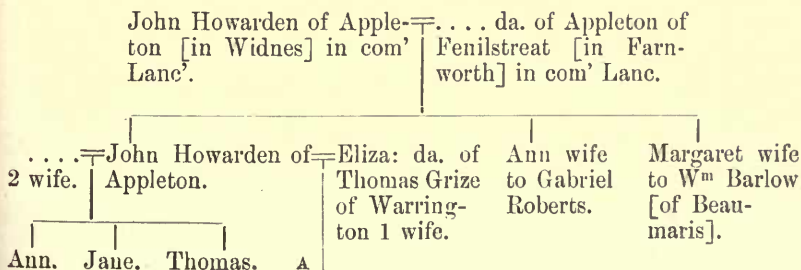 John Howarden of Apple-
ton [in Widnes] in com'
Lanc'.
. . . . da. of Appleton of
Fenilstreat [in Farn-
worth] in com' Lanc.
. . . .
2 wife.
John Howarden of
Appleton.
Eliza: da. of
Thomas Grize
of Warring-
ton 1 wife.
Ann wife
to Gabriel
Roberts.
Margaret wife
to Wᵐ Barlow
[of Beau-
maris].
Ann. Jane. Thomas. A